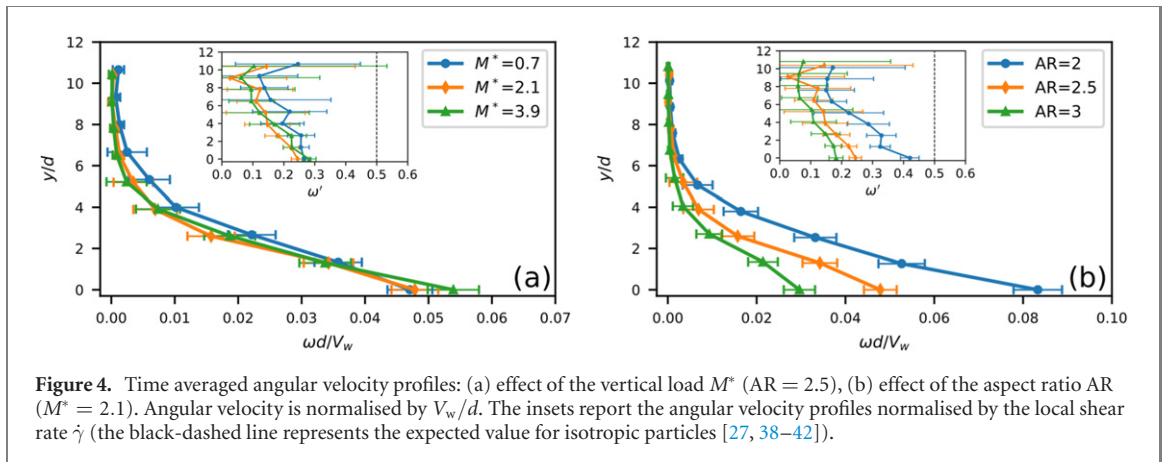 12
10
8
6
4
2
0
y/d
0.00 0.01 0.02 0.03 0.04 0.05 0.06 0.07
ωd/Vw
12
10
8
6
4
2
0
0.0 0.1 0.2 0.3 0.4 0.5 0.6
ω′
M*=0.7
M*=2.1
M*=3.9
(a)
12
10
8
6
4
2
0
y/d
0.00 0.02 0.04 0.06 0.08 0.10
ωd/Vw
12
10
8
6
4
2
0
0.0 0.1 0.2 0.3 0.4 0.5 0.6
ω′
AR=2
AR=2.5
AR=3
(b)
Figure 4. Time averaged angular velocity profiles: (a) effect of the vertical load M* (AR = 2.5), (b) effect of the aspect ratio AR
(M* = 2.1). Angular velocity is normalised by Vw/d. The insets report the angular velocity profiles normalised by the local shear
rate γ̇ (the black-dashed line represents the expected value for isotropic particles [27, 38–42]).